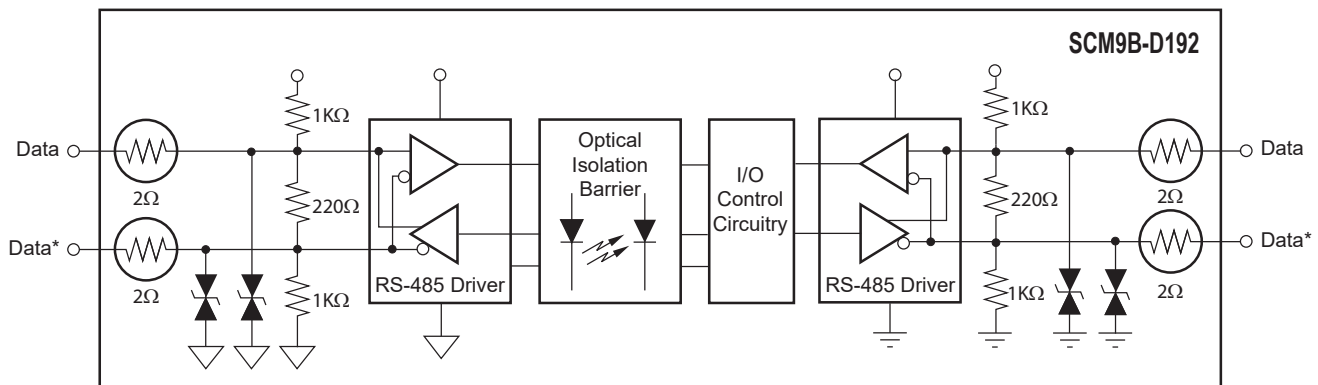 SCM9B-D192
1KΩ
1KΩ
Data
2Ω
Optical
Isolation
Barrier
I/O
Control
Circuitry
Data
2Ω
220Ω
220Ω
Data*
2Ω
1KΩ
RS-485 Driver
RS-485 Driver
1KΩ
Data*
2Ω